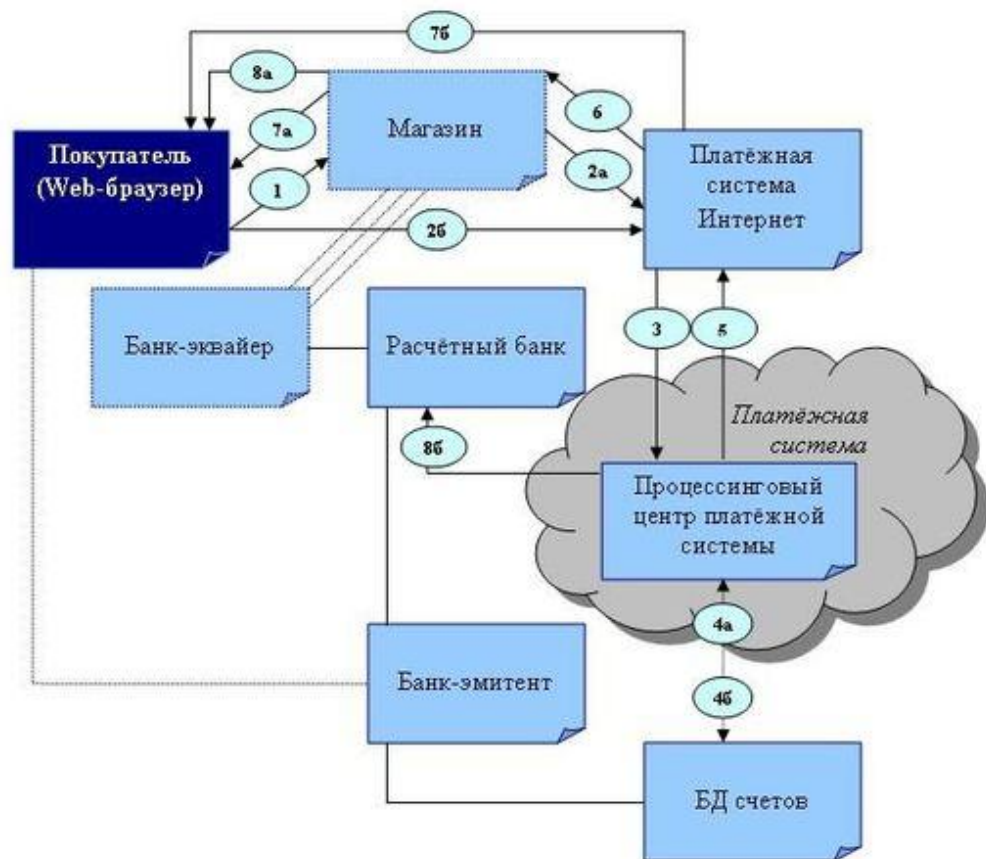 7б
8а
7а
Магазин
6
2а
Покупатель
(Web-браузер)
1
2б
Платёжная
система
Интернет
Банк-эквайер
Расчётный банк
3
5
8б
Платёжная
система
Процессинговый
центр платёжной
системы
4а
4б
Банк-эмитент
БД счетов